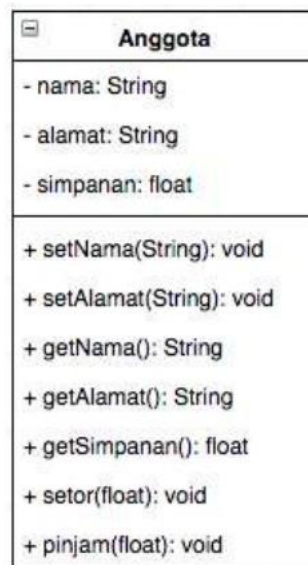 Anggota
- nama: String
- alamat: String
- simpanan: float
+ setNama(String): void
+ setAlamat(String): void
+ getNama(): String
+ getAlamat(): String
+ getSimpanan(): float
+ setor(float): void
+ pinjam(float): void